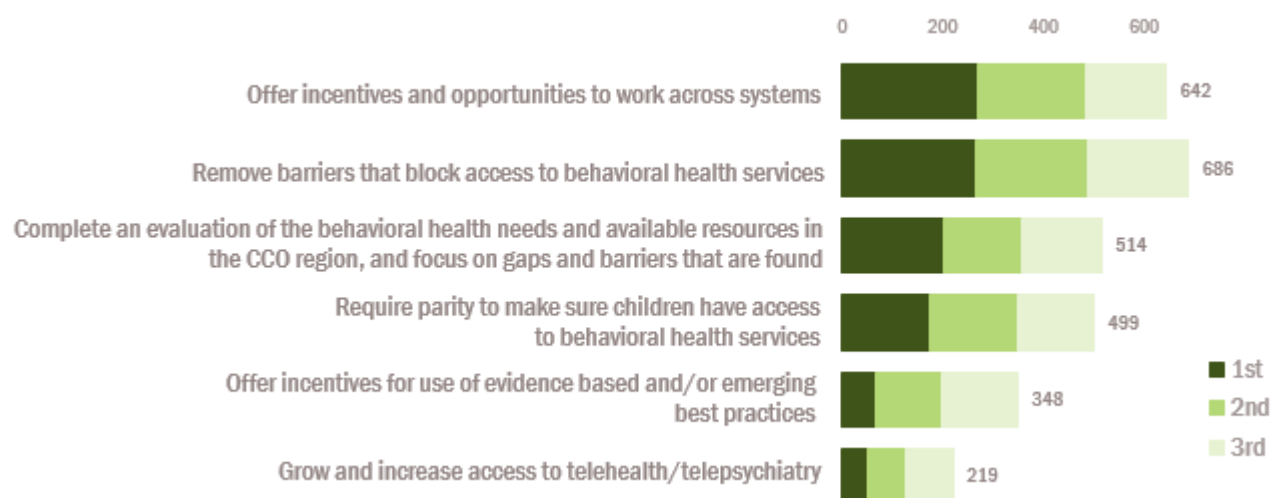 0 200 400 600
Offer incentives and opportunities to work across systems 642
Remove barriers that block access to behavioral health services 686
Complete an evaluation of the behavioral health needs and available resources in
the CCO region, and focus on gaps and barriers that are found 514
Require parity to make sure children have access
to behavioral health services 499
Offer incentives for use of evidence based and/or emerging
best practices 348
Grow and increase access to telehealth/telepsychiatry 219
1st
2nd
3rd